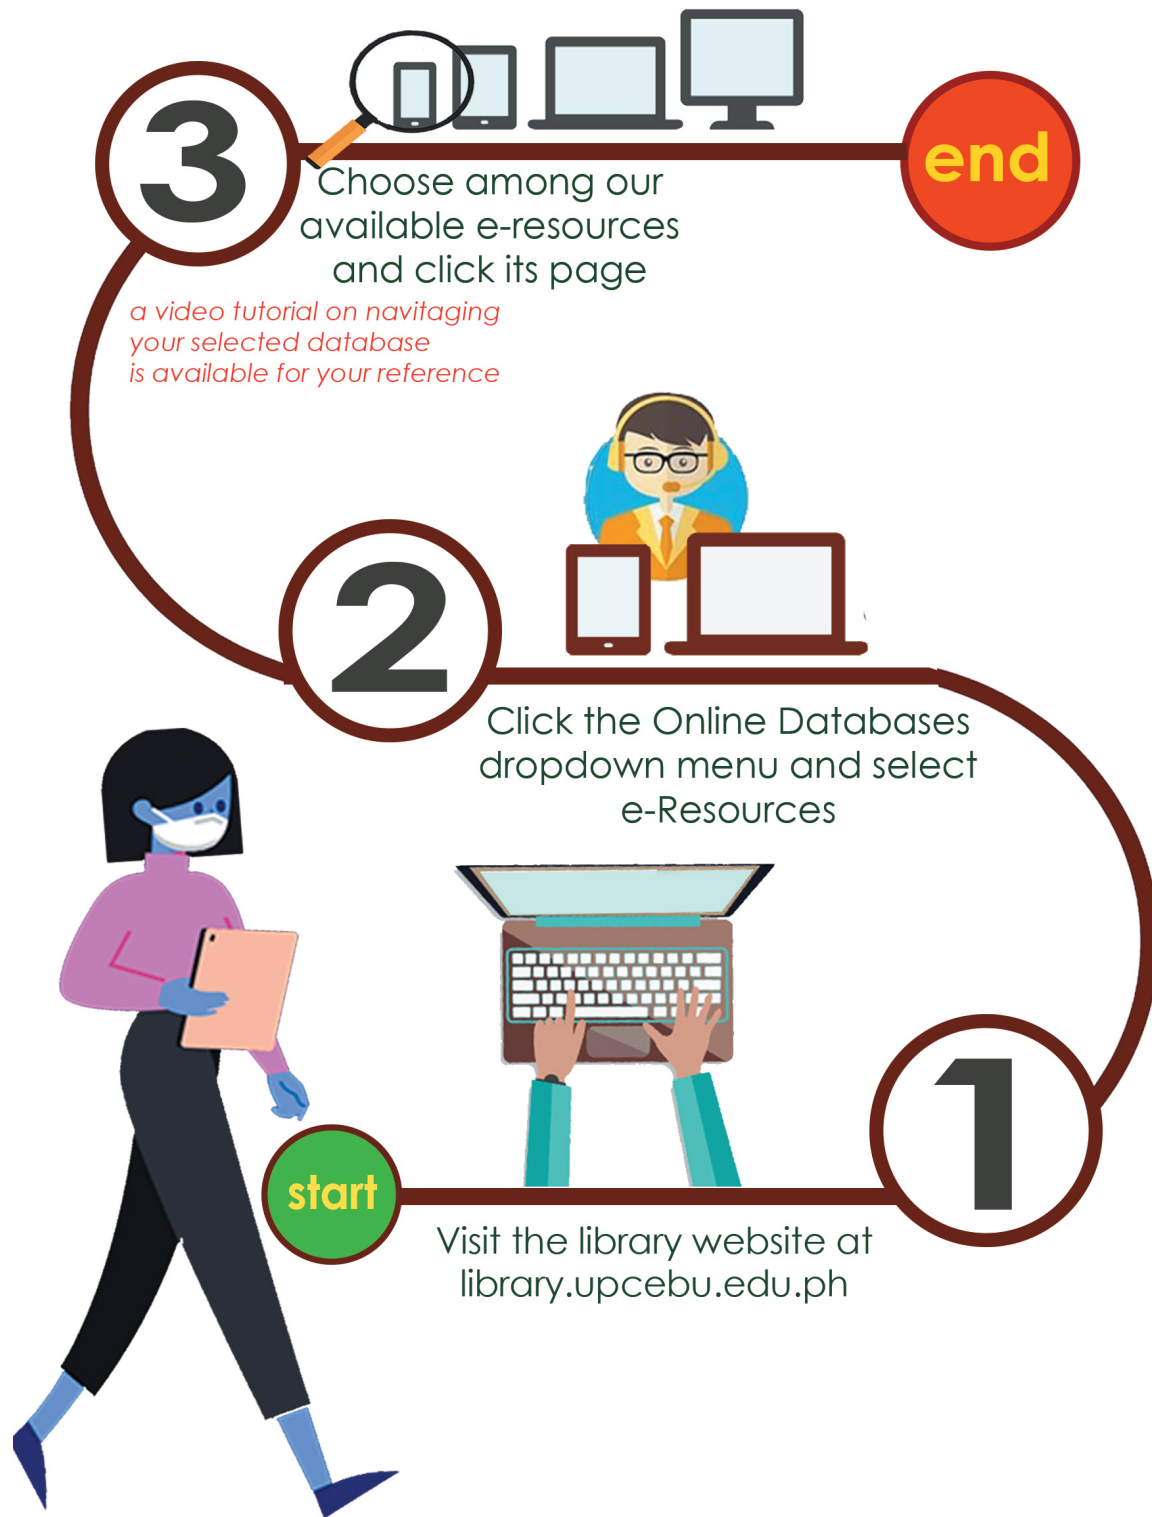 3
end
Choose among our
available e-resources
and click its page
a video tutorial on navitaging
your selected database
is available for your reference
2
Click the Online Databases
dropdown menu and select
e-Resources
1
start
Visit the library website at
library.upcebu.edu.ph